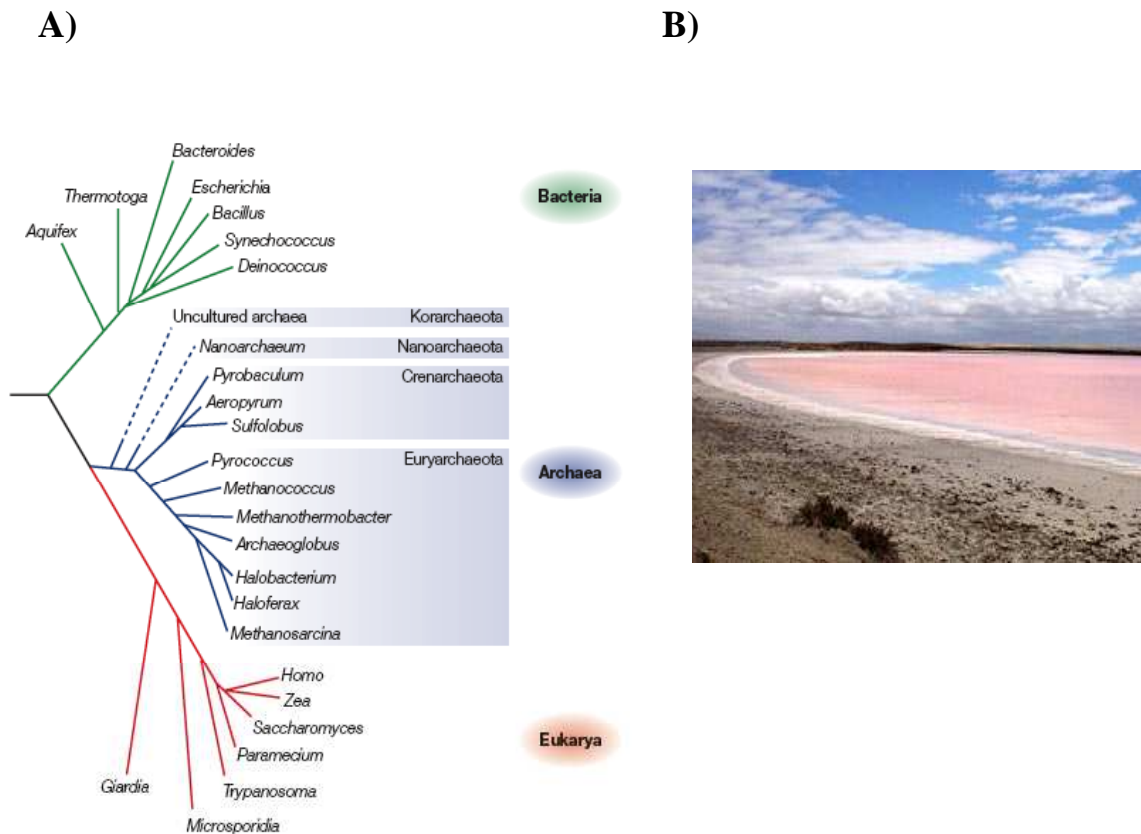 A)
B)
Bacteroides
Thermotoga
Escherichia
Bacteria
Bacillus
Aquifex
Synechococcus
Deinococcus
Uncultured archaea Korarchaeota
Nanoarchaeum Nanoarchaeota
Pyrobaculum Crenarchaeota
Aeropyrum
Sulfolobus
Pyrococcus Euryarchaeota
Archaea
Methanococcus
Methanothermobacter
Archaeoglobus
Halobacterium
Haloferax
Methanosarcina
Homo
Zea
Saccharomyces
Eukarya
Paramecium
Giardia
Trypanosoma
Microsporidia